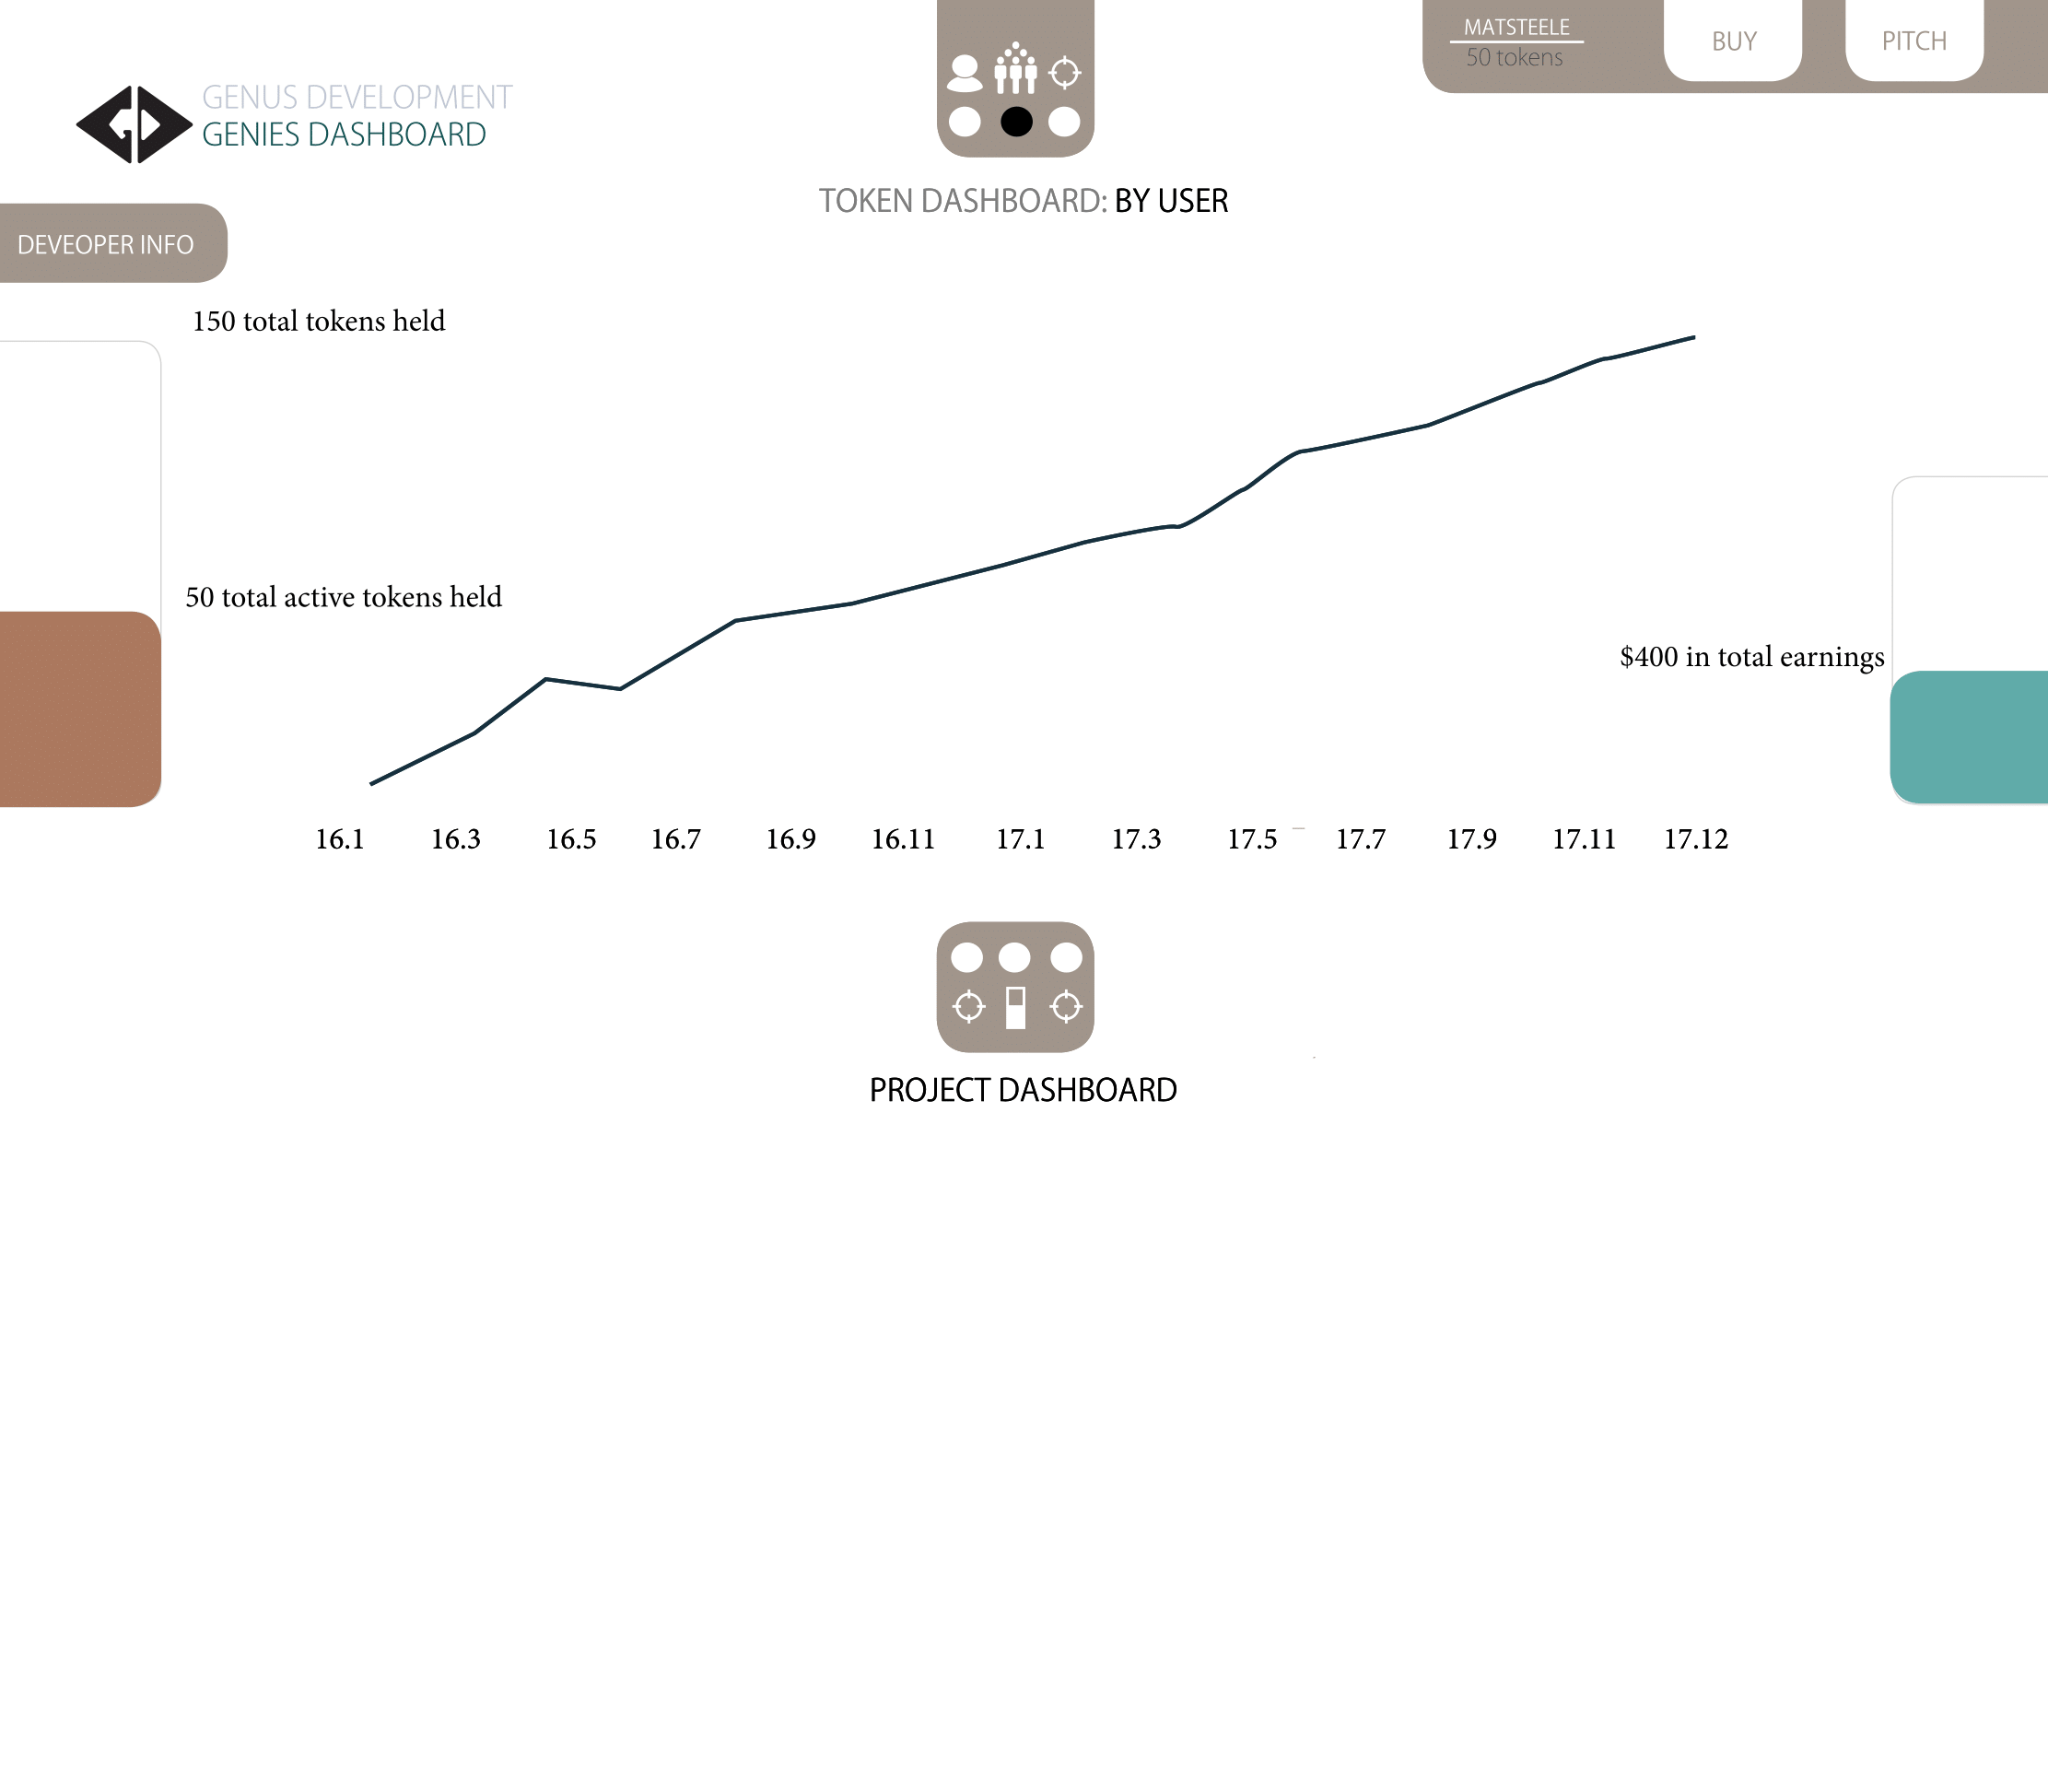 MATSTEELE
50 tokens
BUY
PITCH
GENUS DEVELOPMENT
GENIES DASHBOARD
TOKEN DASHBOARD: BY USER
DEVEOPER INFO
150 total tokens held
50 total active tokens held
$400 in total earnings
16.1 16.3 16.5 16.7 16.9 16.11 17.1 17.3 17.5 17.7 17.9 17.11 17.12
PROJECT DASHBOARD